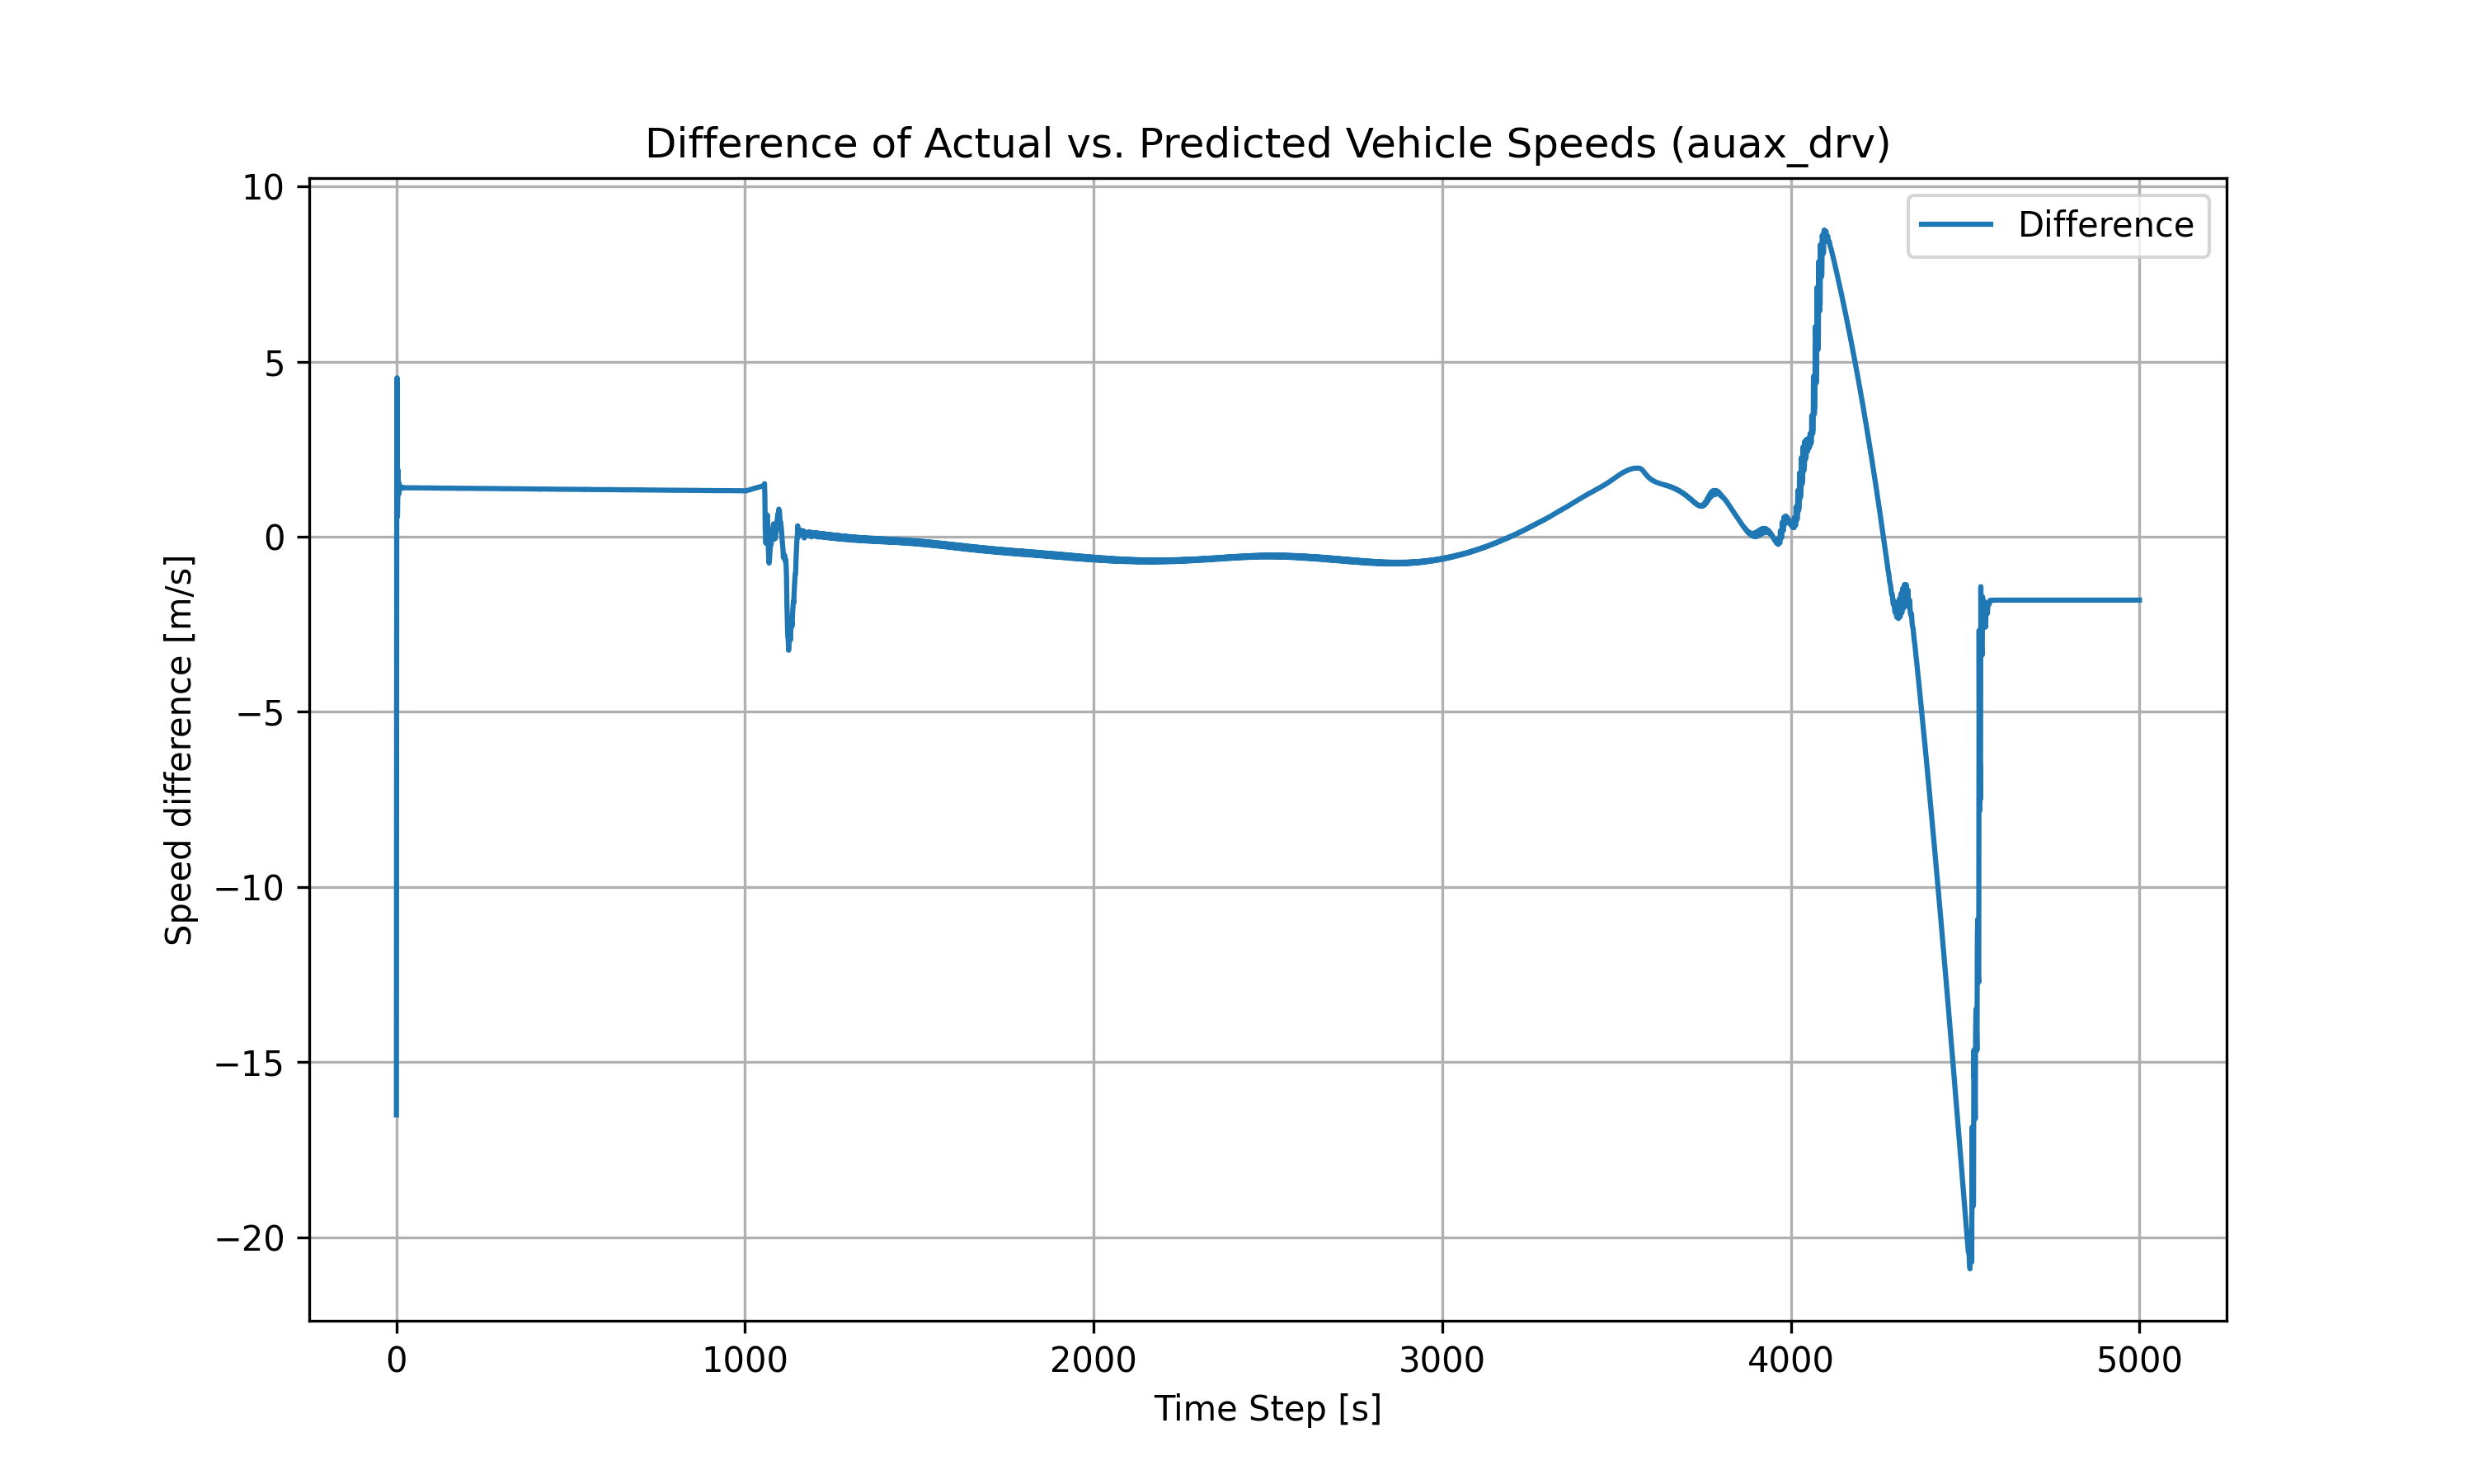 Difference of Actual vs. Predicted Vehicle Speeds (auax_drv)
Difference
10
5
0
−5
−10
−15
−20
Speed difference [m/s]
0 1000 2000 3000 4000 5000
Time Step [s]